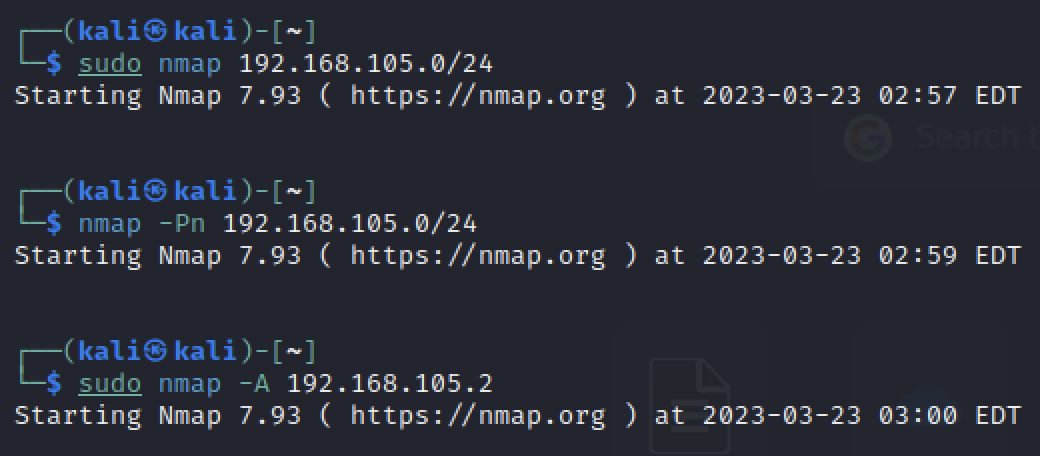 ┌──(kali㉿kali)-[~]
└─$ sudo nmap 192.168.105.0/24
Starting Nmap 7.93 ( https://nmap.org ) at 2023-03-23 02:57 EDT
Search t
┌──(kali㉿kali)-[~]
└─$ nmap -Pn 192.168.105.0/24
Starting Nmap 7.93 ( https://nmap.org ) at 2023-03-23 02:59 EDT
┌──(kali㉿kali)-[~]
└─$ sudo nmap -A 192.168.105.2
Starting Nmap 7.93 ( https://nmap.org ) at 2023-03-23 03:00 EDT